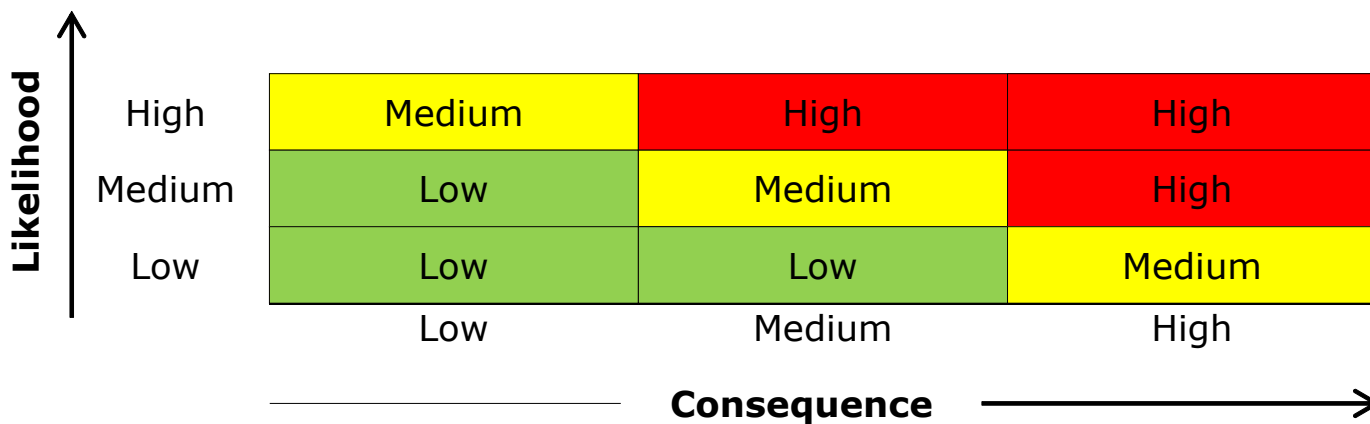 Likelihood
High Medium High High
Medium Low Medium High
Low Low Low Medium
Low Medium High
Consequence